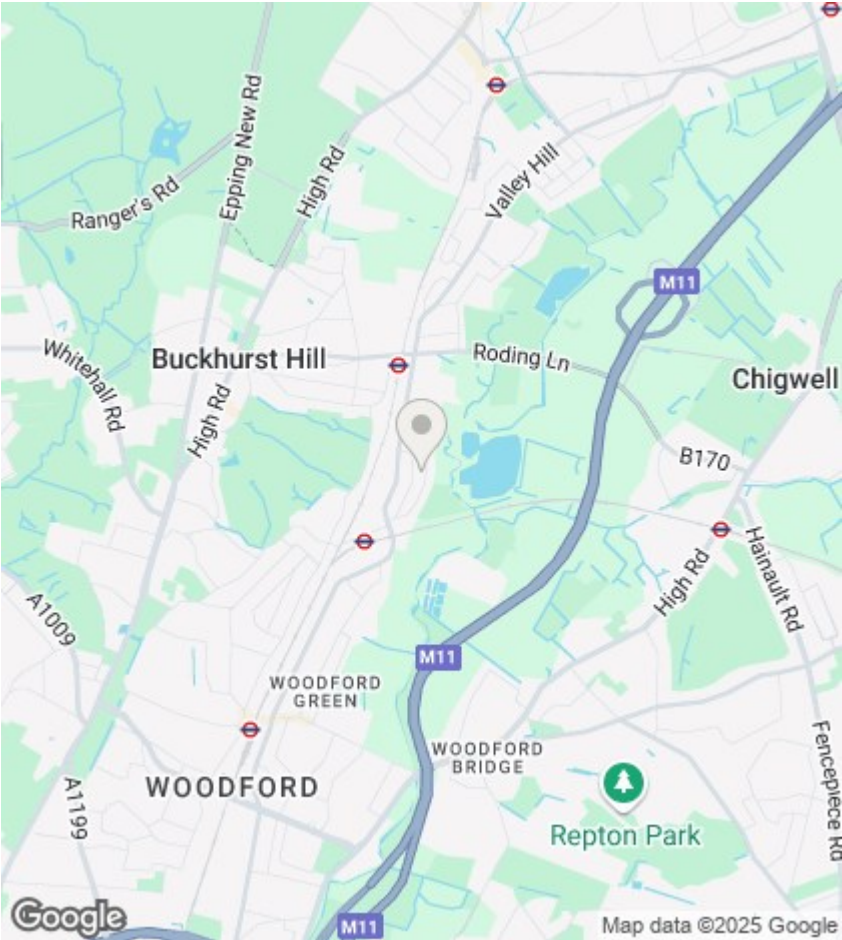 Epping New Rd
High Rd
Ranger's Rd
Valley Hill
M11
Whitehall Rd
Buckhurst Hill
Roding Ln
Chigwell
High Rd
B170
Hainault Rd
High Rd
A1009
M11
WOODFORD
GREEN
WOODFORD
BRIDGE
Fencepiece Rd
WOODFORD
A1199
Repton Park
Google
M11
Map data ©2025 Google